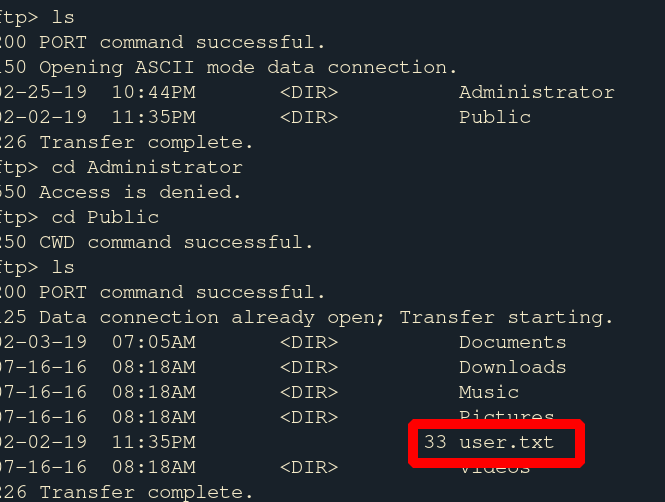 ftp> ls
200 PORT command successful.
150 Opening ASCII mode data connection.
02-25-19  10:44PM       <DIR>          Administrator
02-02-19  11:35PM       <DIR>          Public
226 Transfer complete.
ftp> cd Administrator
550 Access is denied.
ftp> cd Public
250 CWD command successful.
ftp> ls
200 PORT command successful.
125 Data connection already open; Transfer starting.
02-03-19  07:05AM       <DIR>          Documents
07-16-16  08:18AM       <DIR>          Downloads
07-16-16  08:18AM       <DIR>          Music
07-16-16  08:18AM       <DIR>          Pictures
02-02-19  11:35PM                   33 user.txt
07-16-16  08:18AM       <DIR>          Videos
226 Transfer complete.